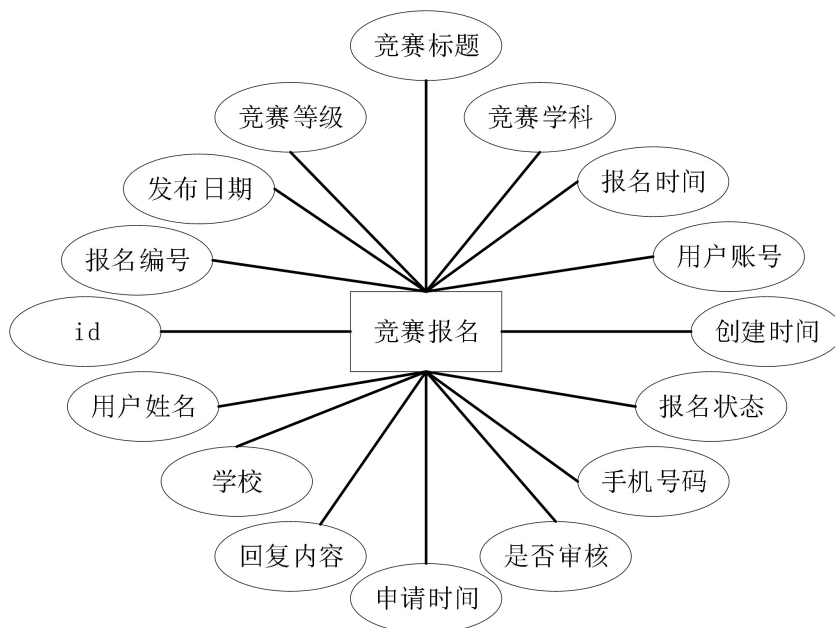 竞赛标题
竞赛等级
竞赛学科
发布日期
报名时间
报名编号
用户账号
id
竞赛报名
创建时间
用户姓名
报名状态
学校
手机号码
回复内容
是否审核
申请时间